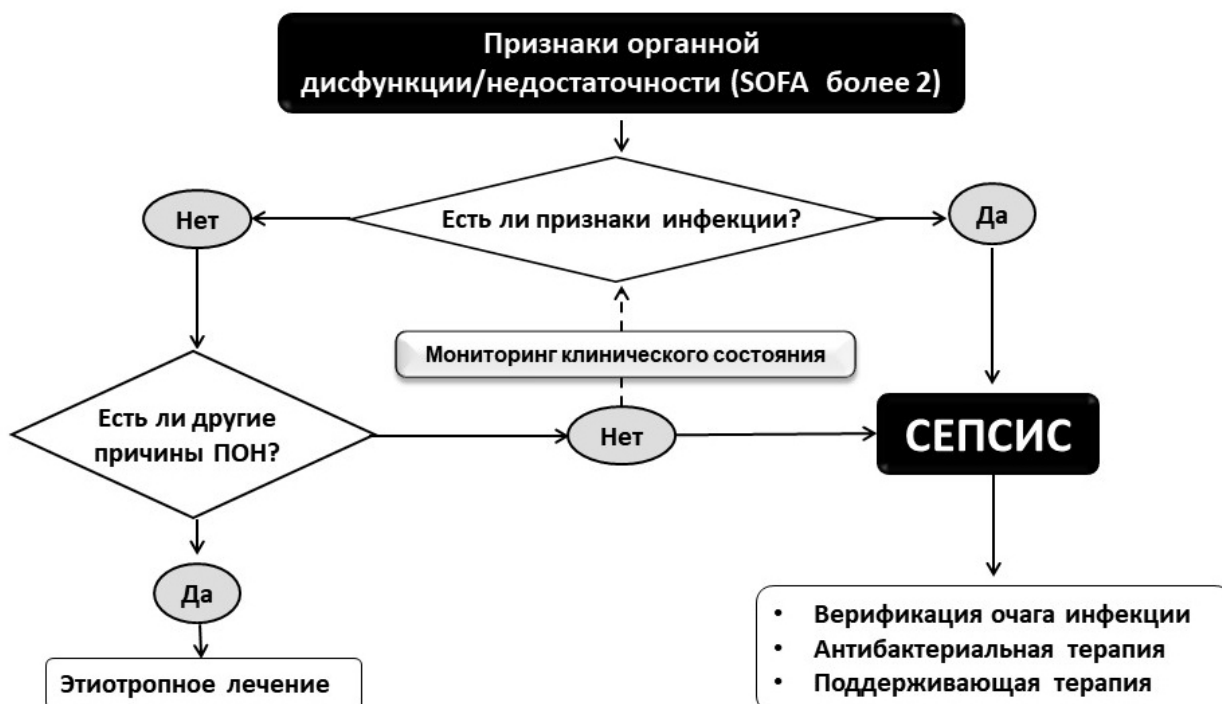 Признаки органной
дисфункции/недостаточности (SOFA более 2)
Нет
Есть ли признаки инфекции?
Да
Мониторинг клинического состояния
Есть ли другие
причины ПОН?
Нет
СЕПСИС
Да
Этиотропное лечение
• Верификация очага инфекции
• Антибактериальная терапия
• Поддерживающая терапия